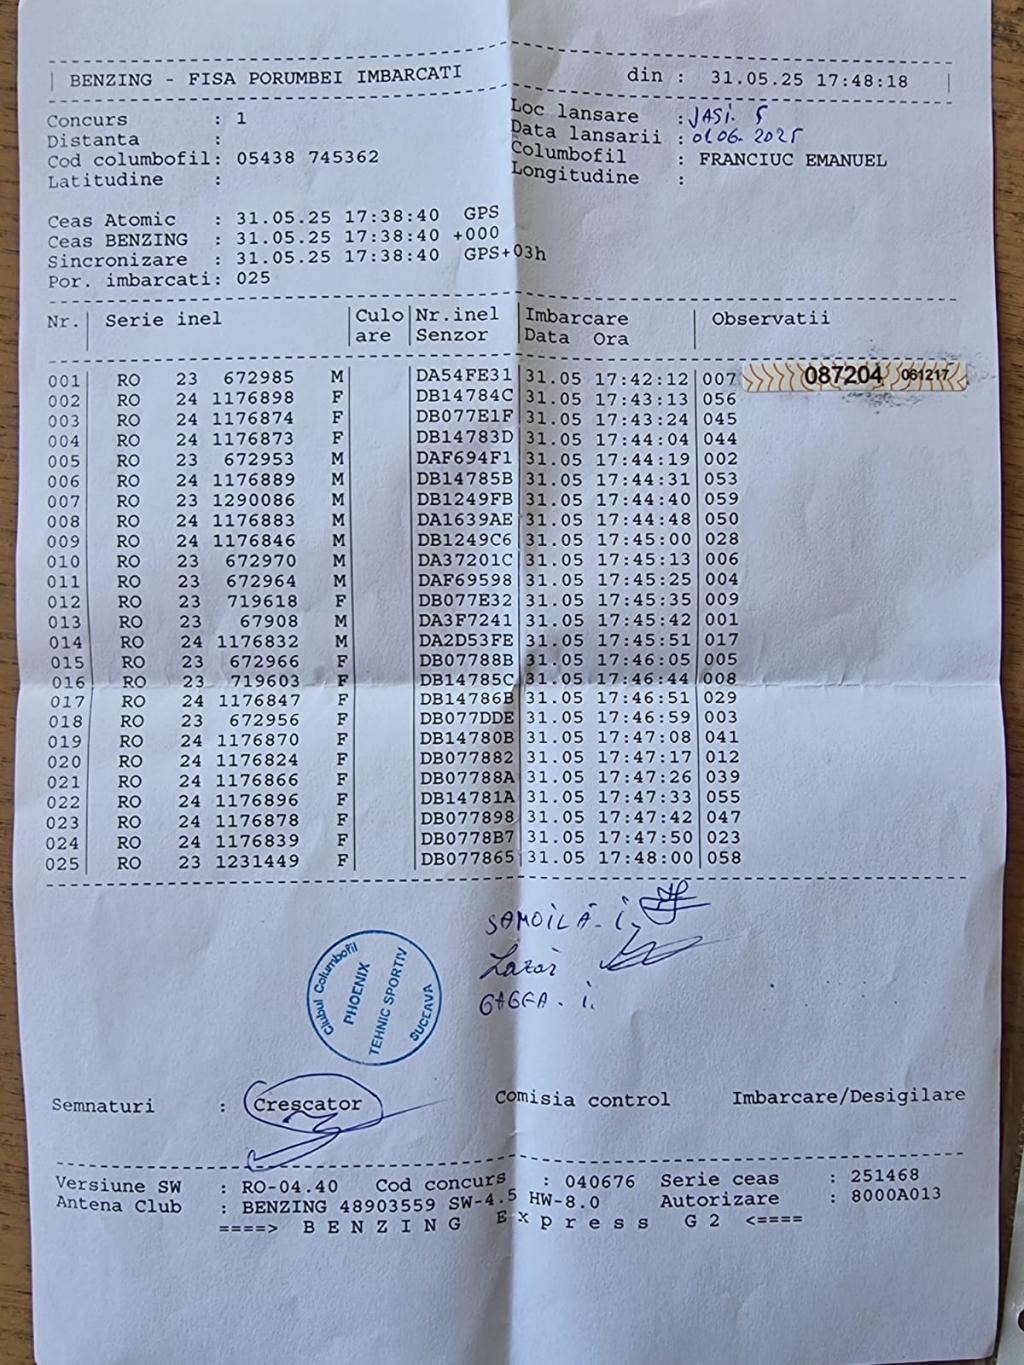 BENZING - FISA PORUMBEI IMBARCATI din : 31.05.25 17:48:18
Concurs : 1 Loc lansare : JASI. 5
Distanta : Data lansarii : 01.06.2025
Cod columbofil: 05438 745362 Columbofil : FRANCIUC EMANUEL
Latitudine : Longitudine :
Ceas Atomic : 31.05.25 17:38:40 GPS
Ceas BENZING : 31.05.25 17:38:40 +000
Sincronizare : 31.05.25 17:38:40 GPS+03h
Por. imbarcati: 025
Nr. Serie inel Culo Nr.inel Imbarcare Observatii
are Senzor Data Ora
001 RO 23 672985 M DA54FE31 31.05 17:42:12 007 087204 061217
002 RO 24 1176898 F DB14784C 31.05 17:43:13 056
003 RO 24 1176874 F DB077E1F 31.05 17:43:24 045
004 RO 24 1176873 F DB14783D 31.05 17:44:04 044
005 RO 23 672953 M DAF694F1 31.05 17:44:19 002
006 RO 24 1176889 M DB14785B 31.05 17:44:31 053
007 RO 23 1290086 M DB1249FB 31.05 17:44:40 059
008 RO 24 1176883 M DA1639AE 31.05 17:44:48 050
009 RO 24 1176846 M DB1249C6 31.05 17:45:00 028
010 RO 23 672970 M DA37201C 31.05 17:45:13 006
011 RO 23 672964 M DAF69598 31.05 17:45:25 004
012 RO 23 719618 F DB077E32 31.05 17:45:35 009
013 RO 23 67908 M DA3F7241 31.05 17:45:42 001
014 RO 24 1176832 M DA2D53FE 31.05 17:45:51 017
015 RO 23 672966 F DB07788B 31.05 17:46:05 005
016 RO 23 719603 F DB14785C 31.05 17:46:44 008
017 RO 24 1176847 F DB14786B 31.05 17:46:51 029
018 RO 23 672956 F DB077DDE 31.05 17:46:59 003
019 RO 24 1176870 F DB14780B 31.05 17:47:08 041
020 RO 24 1176824 F DB077882 31.05 17:47:17 012
021 RO 24 1176866 F DB07788A 31.05 17:47:26 039
022 RO 24 1176896 F DB14781A 31.05 17:47:33 055
023 RO 24 1176878 F DB077898 31.05 17:47:42 047
024 RO 24 1176839 F DB0778B7 31.05 17:47:50 023
025 RO 23 1231449 F DB077865 31.05 17:48:00 058
SAMOILĂ. i.
Lazar
GAGEA. i.
Clubul Columbofil
PHOENIX
TEHNIC SPORTIV
SUCEAVA
Semnaturi : Crescator Comisia control Imbarcare/Desigilare
Versiune SW : RO-04.40 Cod concurs : 040676 Serie ceas : 251468
Antena Club : BENZING 48903559 SW-4.5 HW-8.0 Autorizare : 8000A013
====> B E N Z I N G E x p r e s s G 2 <====